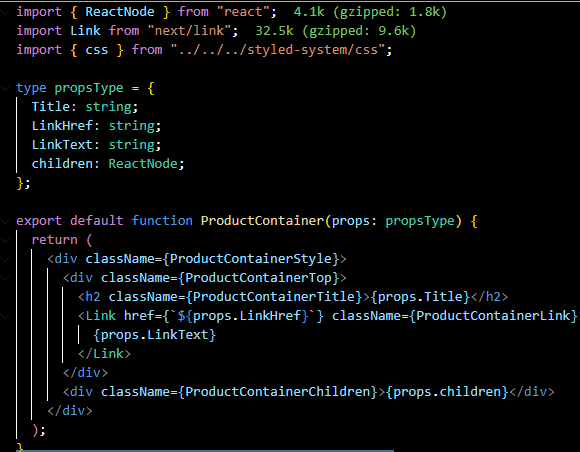 import { ReactNode } from "react";  4.1k (gzipped: 1.8k)
import Link from "next/link";  32.5k (gzipped: 9.6k)
import { css } from "../../../styled-system/css";

type propsType = {
  Title: string;
  LinkHref: string;
  LinkText: string;
  children: ReactNode;
};

export default function ProductContainer(props: propsType) {
  return (
    <div className={ProductContainerStyle}>
      <div className={ProductContainerTop}>
        <h2 className={ProductContainerTitle}>{props.Title}</h2>
        <Link href={`${props.LinkHref}`} className={ProductContainerLink}
          {props.LinkText}
        </Link>
      </div>
      <div className={ProductContainerChildren}>{props.children}</div>
    </div>
  );
}